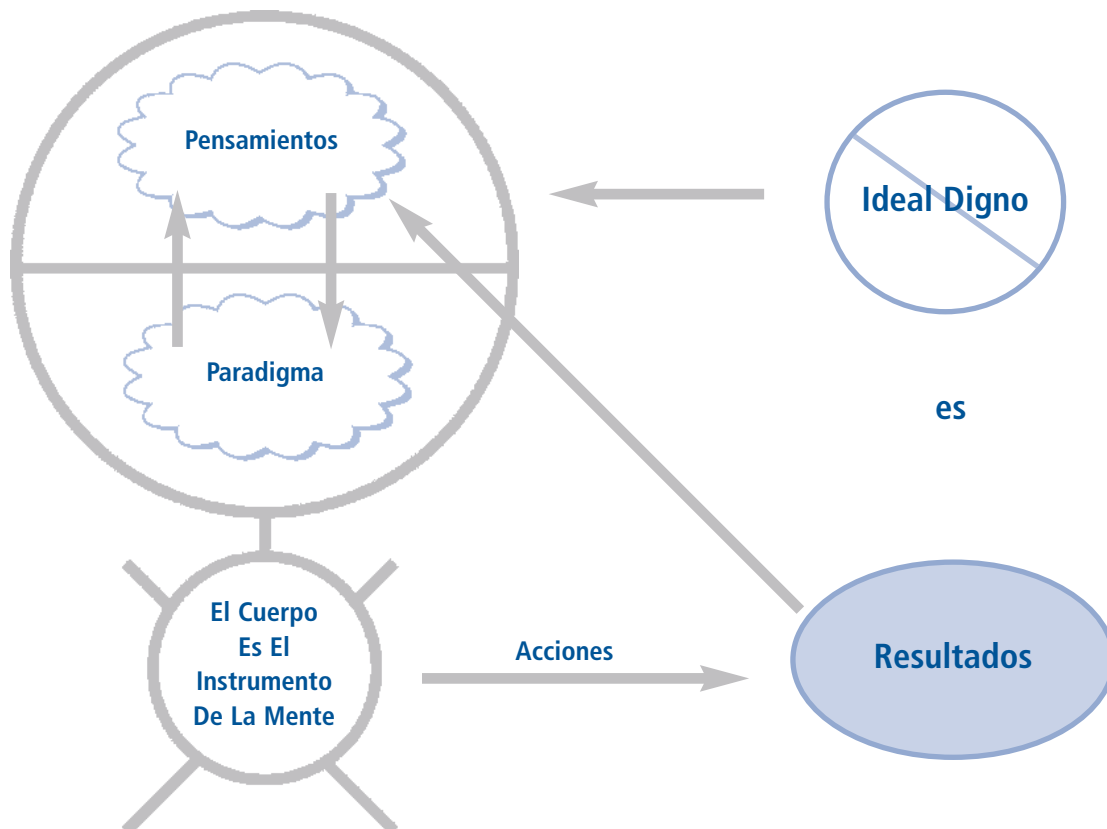 Pensamientos
Ideal Digno
Paradigma
es
El Cuerpo
Es El
Instrumento
De La Mente
Acciones
Resultados